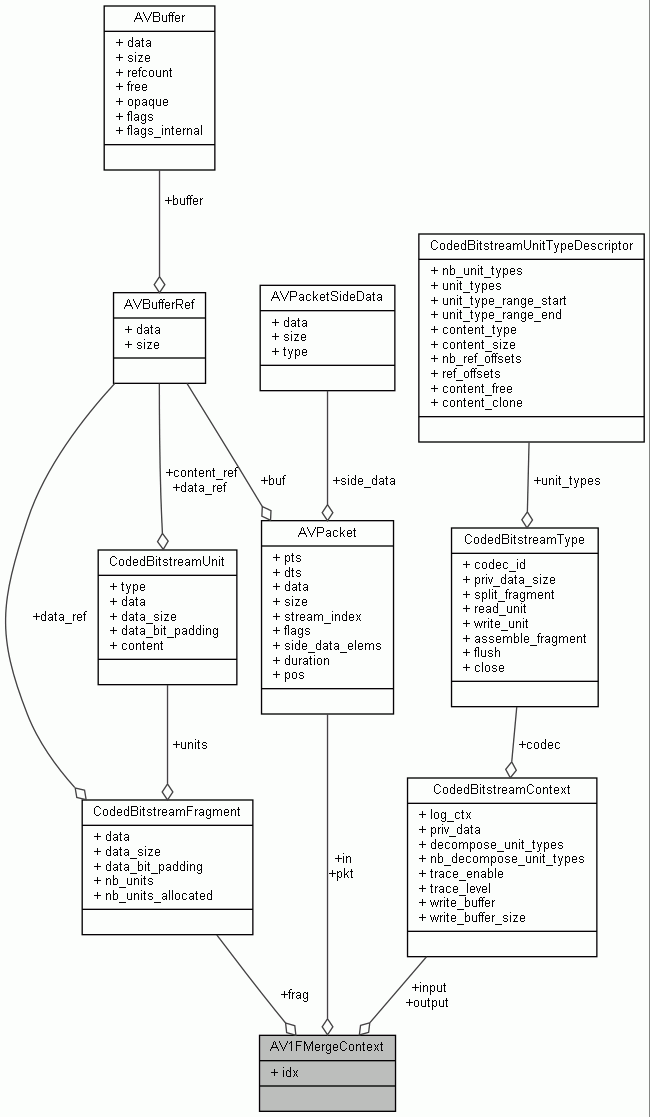 AVBuffer
+ data
+ size
+ refcount
+ free
+ opaque
+ flags
+ flags_internal
+buffer
AVBufferRef
+ data
+ size
AVPacketSideData
+ data
+ size
+ type
CodedBitstreamUnitTypeDescriptor
+ nb_unit_types
+ unit_types
+ unit_type_range_start
+ unit_type_range_end
+ content_type
+ content_size
+ nb_ref_offsets
+ ref_offsets
+ content_free
+ content_clone
+content_ref
+data_ref
+buf
+side_data
+unit_types
+data_ref
CodedBitstreamUnit
+ type
+ data
+ data_size
+ data_bit_padding
+ content
AVPacket
+ pts
+ dts
+ data
+ size
+ stream_index
+ flags
+ side_data_elems
+ duration
+ pos
CodedBitstreamType
+ codec_id
+ priv_data_size
+ split_fragment
+ read_unit
+ write_unit
+ assemble_fragment
+ flush
+ close
+units
+codec
CodedBitstreamFragment
+ data
+ data_size
+ data_bit_padding
+ nb_units
+ nb_units_allocated
+in
+pkt
CodedBitstreamContext
+ log_ctx
+ priv_data
+ decompose_unit_types
+ nb_decompose_unit_types
+ trace_enable
+ trace_level
+ write_buffer
+ write_buffer_size
+frag
+input
+output
AV1FMergeContext
+ idx